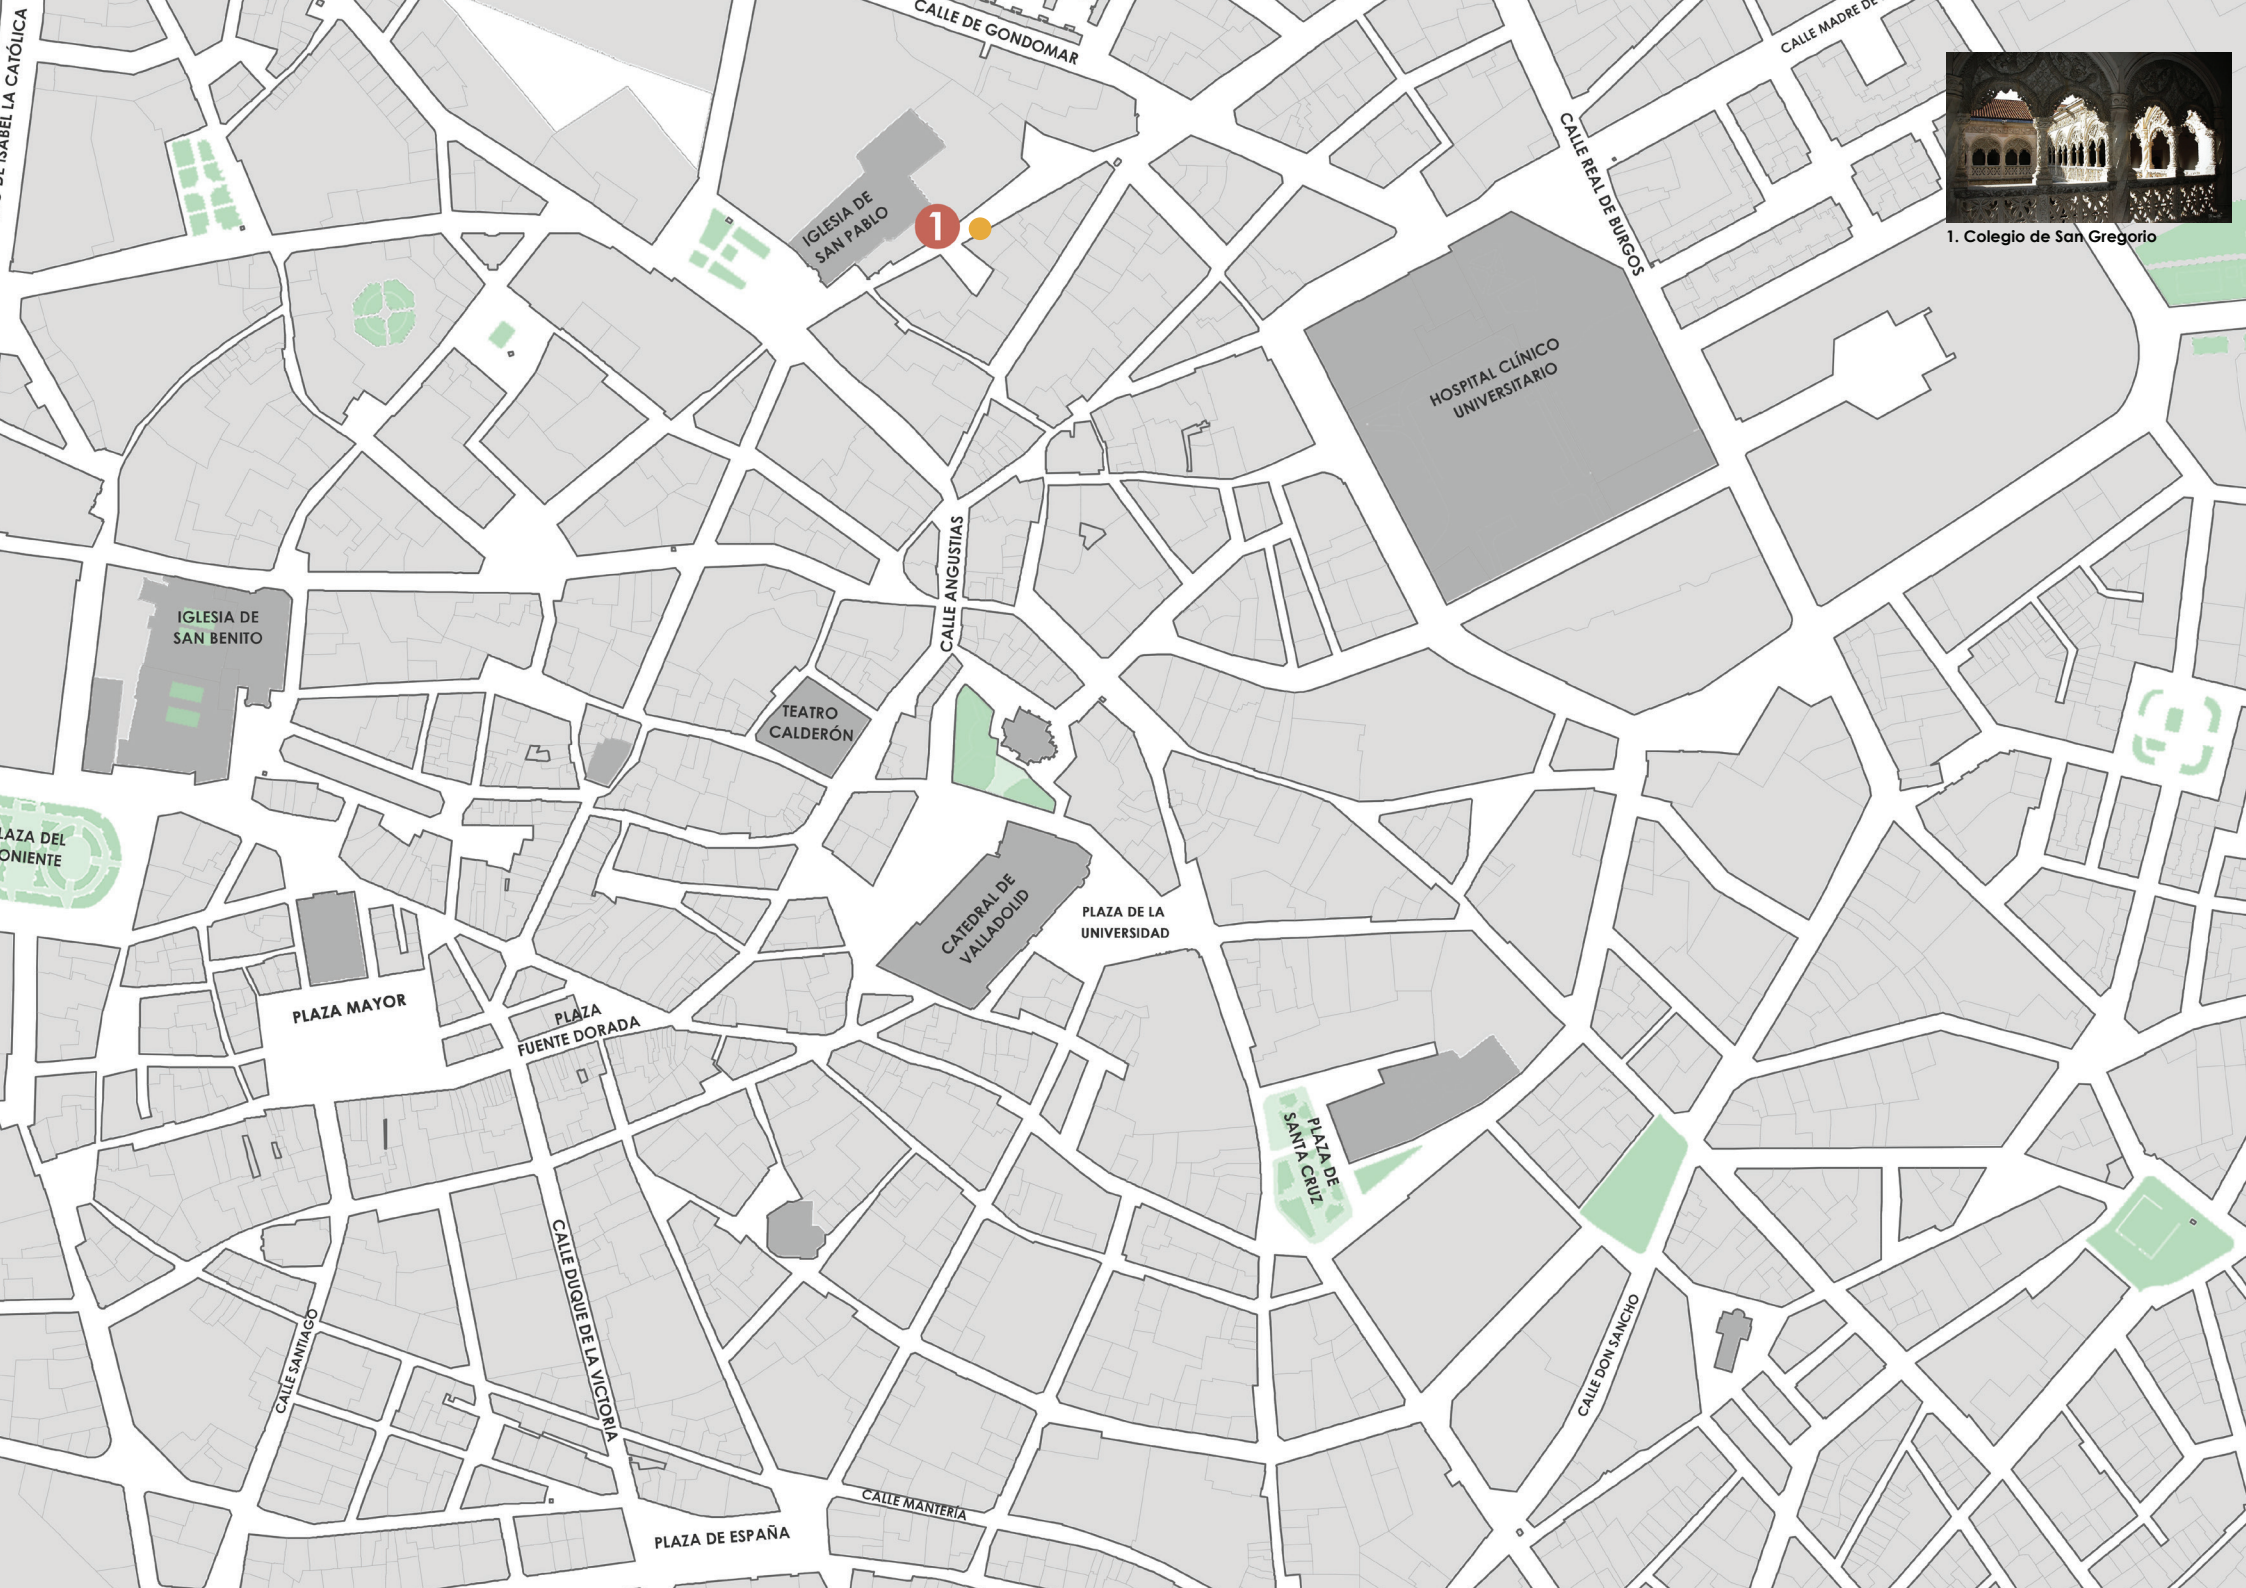 CALLE DE GONDOMAR
CALLE MADRE DE
DE ISABEL LA CATÓLICA
CALLE REAL DE BURGOS
1. Colegio de San Gregorio
IGLESIA DE
SAN PABLO
1
HOSPITAL CLÍNICO
UNIVERSITARIO
CALLE ANGUSTIAS
IGLESIA DE
SAN BENITO
TEATRO
CALDERÓN
LAZA DEL
ONIENTE
CATEDRAL DE
VALLADOLID
PLAZA DE LA
UNIVERSIDAD
PLAZA MAYOR
PLAZA
FUENTE DORADA
PLAZA DE
SANTA CRUZ
CALLE DUQUE DE LA VICTORIA
CALLE SANTIAGO
CALLE DON SANCHO
CALLE MANTERÍA
PLAZA DE ESPAÑA